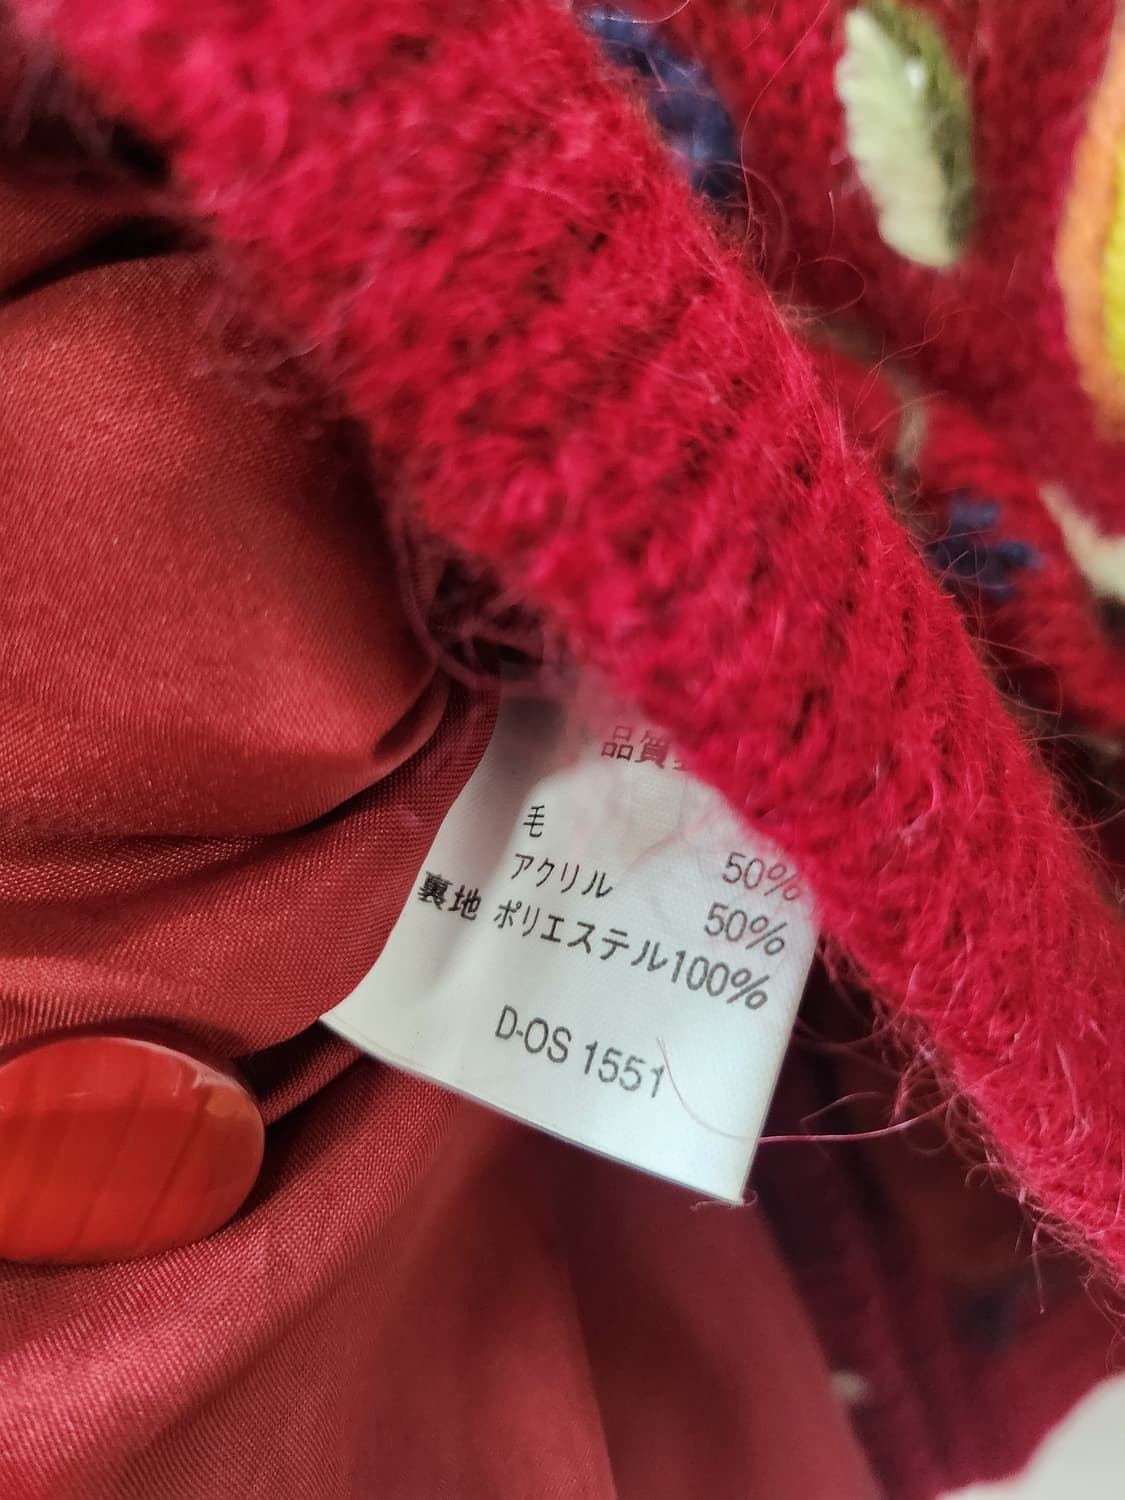 品質
毛 50%
アクリル 50%
裏地 ポリエステル100%
D-OS 1551